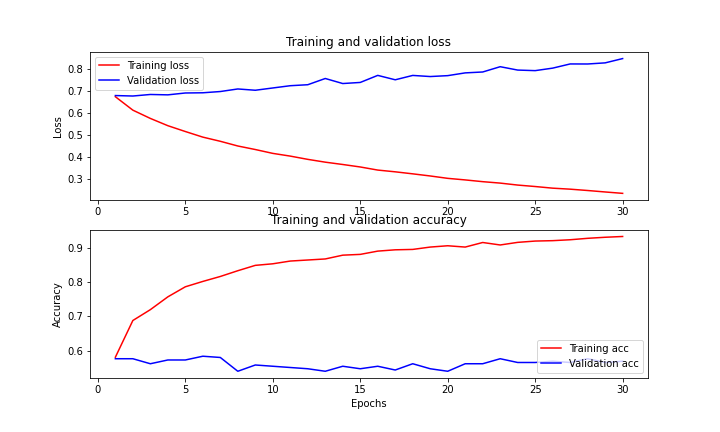 Training and validation loss
0.8
0.7
0.6
0.5
0.4
0.3
Loss
Training loss
Validation loss
0 5 10 15 20 25 30
Training and validation accuracy
0.9
0.8
0.7
0.6
Accuracy
Training acc
Validation acc
0 5 10 15 20 25 30
Epochs